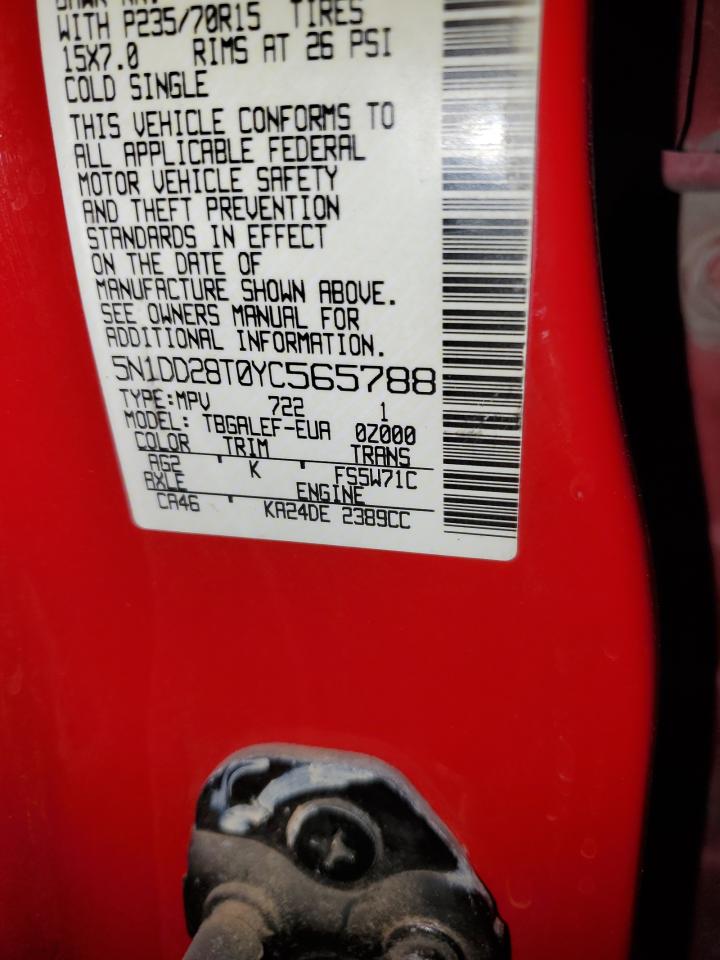 WITH P235/70R15 TIRES
15X7.0 RIMS AT 26 PSI
COLD SINGLE
THIS VEHICLE CONFORMS TO
ALL APPLICABLE FEDERAL
MOTOR VEHICLE SAFETY
AND THEFT PREVENTION
STANDARDS IN EFFECT
ON THE DATE OF
MANUFACTURE SHOWN ABOVE.
SEE OWNERS MANUAL FOR
ADDITIONAL INFORMATION.
5N1DD28T0YC565788
TYPE:MPV 722 1
MODEL: TBGALEF-EUA 0Z000
COLOR TRIM TRANS
AG2 ' K ' FS5W71C
AXLE ENGINE
CA46 ' KA24DE 2389CC